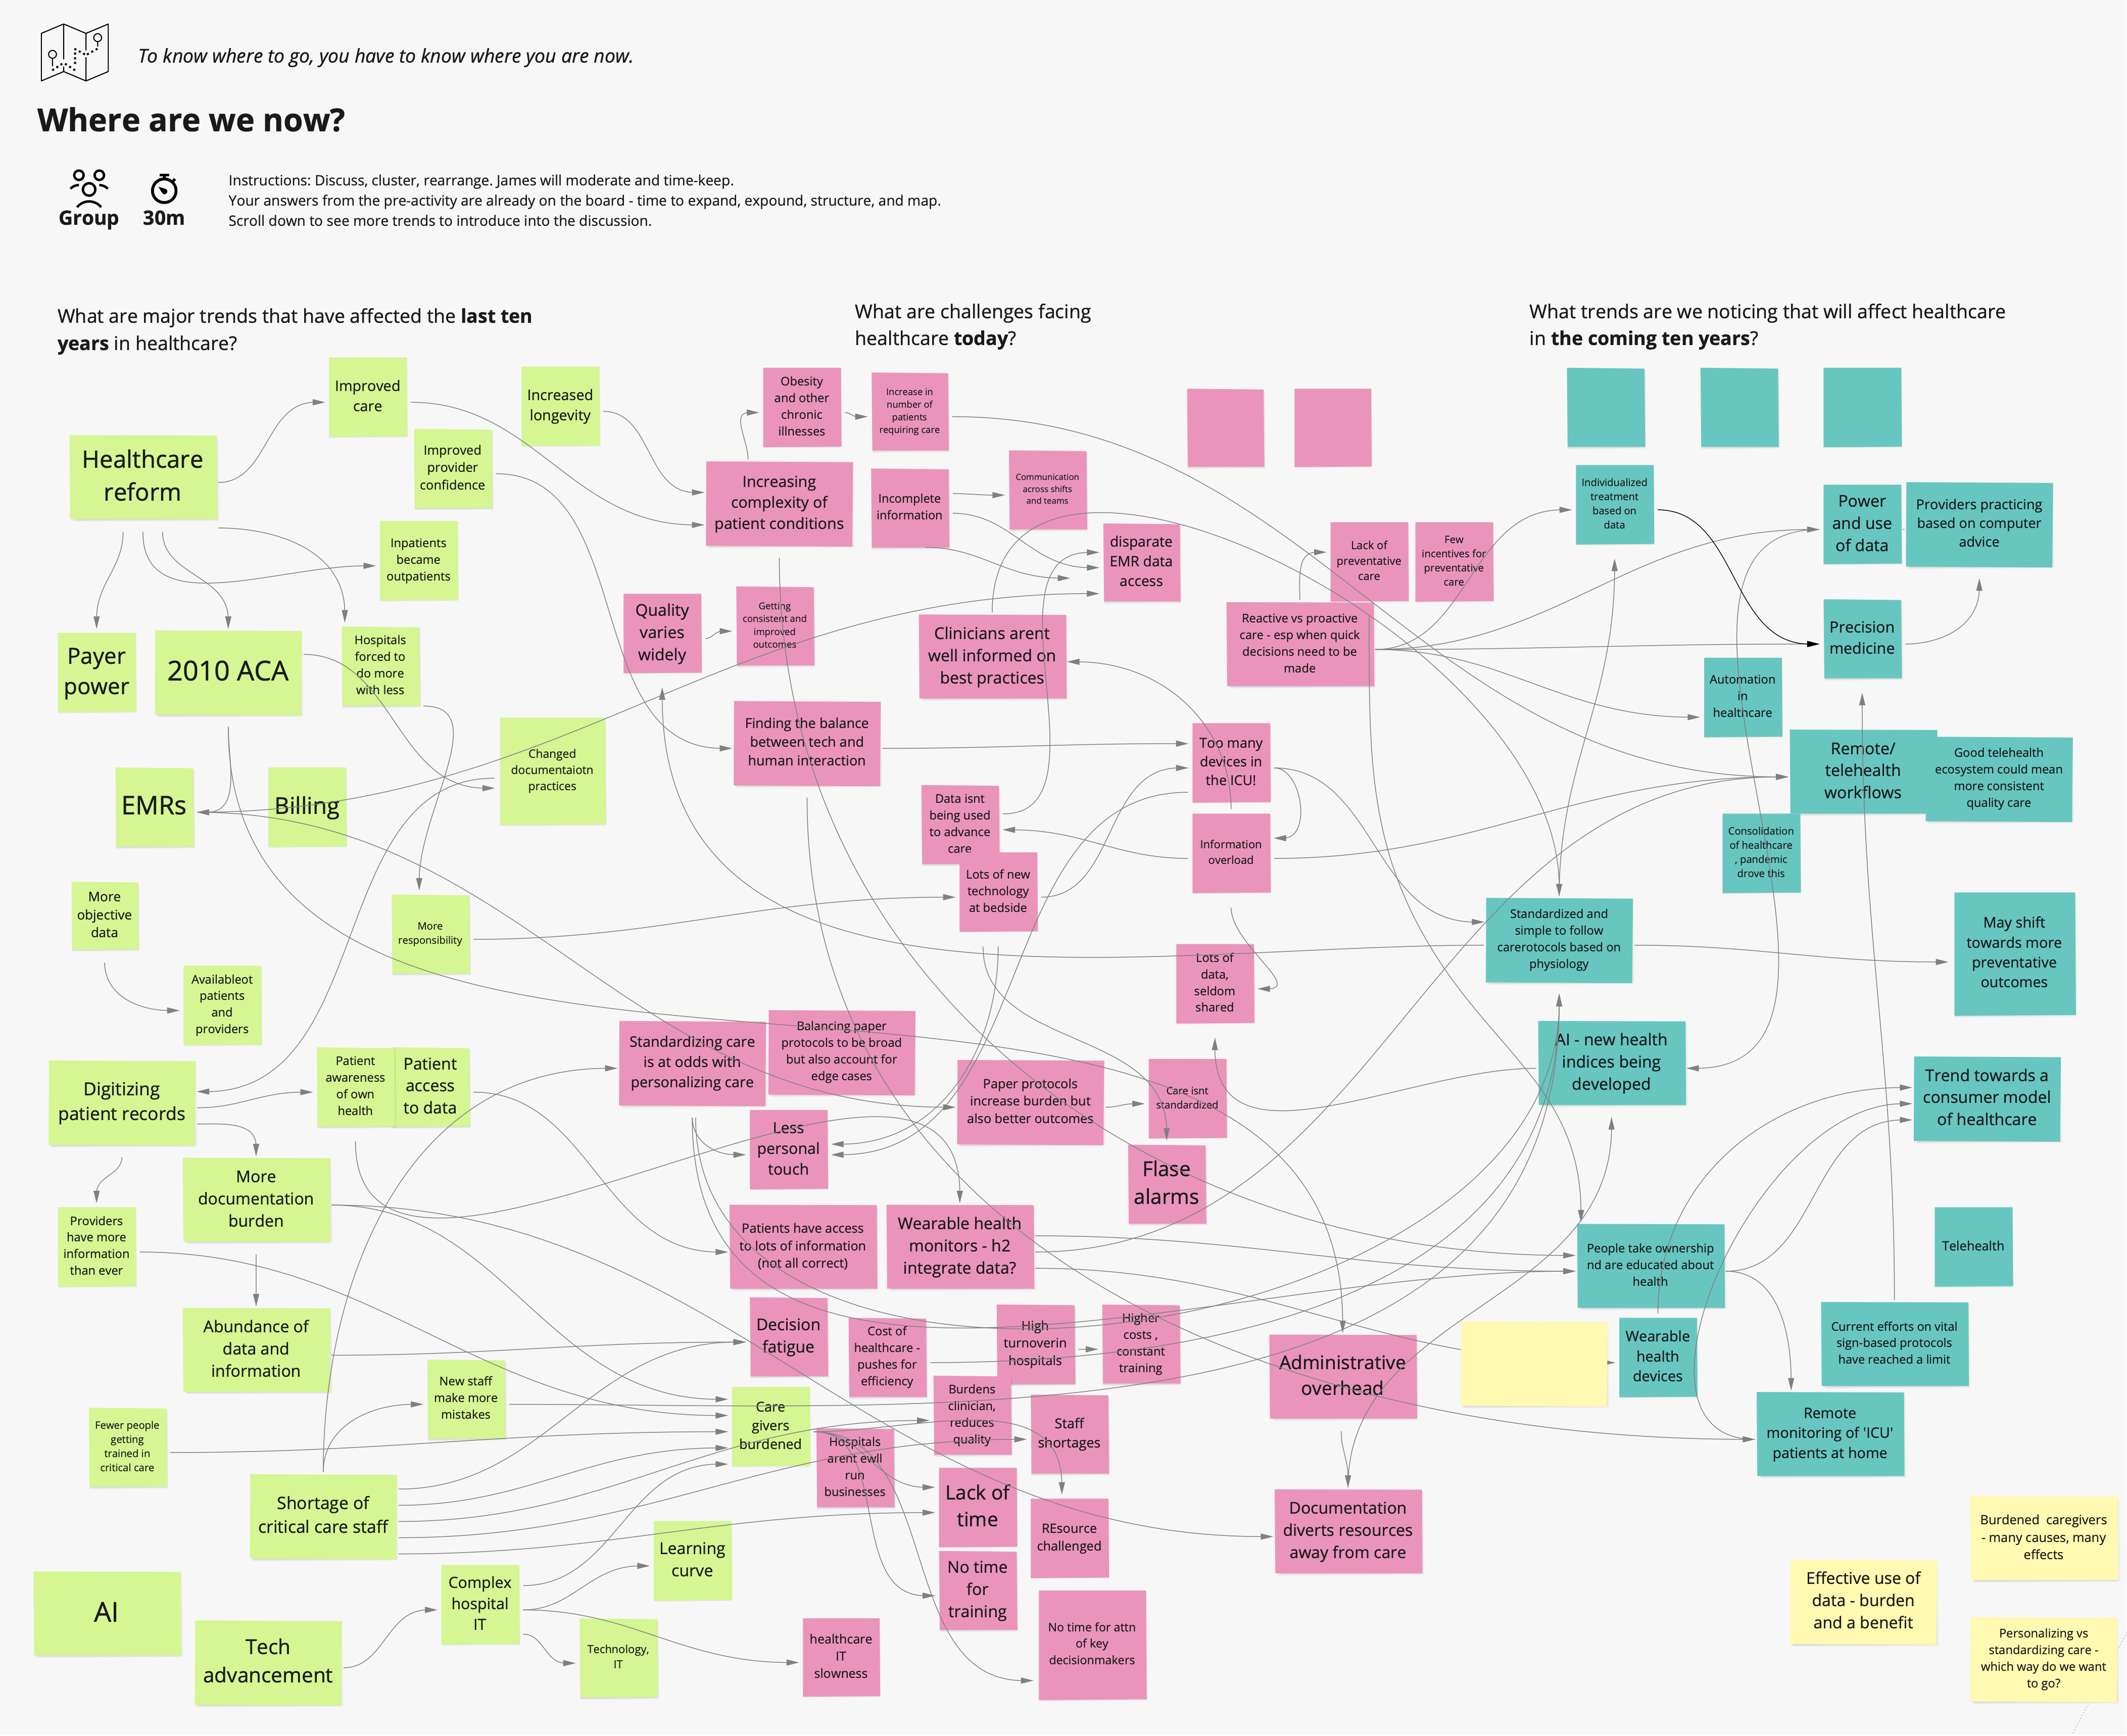 To know where to go, you have to know where you are now.
Where are we now?
Group
30m
Instructions: Discuss, cluster, rearrange. James will moderate and time-keep.
Your answers from the pre-activity are already on the board - time to expand, expound, structure, and map.
Scroll down to see more trends to introduce into the discussion.
What are major trends that have affected the last ten
years in healthcare?
Improved
care
Increased
longevity
Healthcare
reform
Improved
provider
confidence
Inpatients
became
outpatients
Payer
power
2010 ACA
Hospitals
forced to
do more
with less
Changed
documentaiotn
practices
EMRs
Billing
More
objective
data
More
responsibility
Availableot
patients
and
providers
Digitizing
patient records
Patient
awareness
of own
health
Patient
access
to data
More
documentation
burden
Providers
have more
information
than ever
Abundance of
data and
information
New staff
make more
mistakes
Fewer people
getting
trained in
critical care
Care
givers
burdened
Shortage of
critical care staff
Learning
curve
Complex
hospital
IT
AI
Tech
advancement
Technology,
IT
What are challenges facing
healthcare today?
Obesity
and other
chronic
illnesses
Increase in
number of
patients
requiring care
Increasing
complexity of
patient conditions
Incomplete
information
Communication
across shifts
and teams
disparate
EMR data
access
Lack of
preventative
care
Few
incentives for
preventative
care
Quality
varies
widely
Getting
consistent and
improved
outcomes
Clinicians arent
well informed on
best practices
Reactive vs proactive
care - esp when quick
decisions need to be
made
Finding the balance
between tech and
human interaction
Too many
devices in
the ICU!
Data isnt
being used
to advance
care
Information
overload
Lots of new
technology
at bedside
Lots of
data,
seldom
shared
Standardizing care
is at odds with
personalizing care
Balancing paper
protocols to be broad
but also account for
edge cases
Paper protocols
increase burden but
also better outcomes
Care isnt
standardized
Less
personal
touch
Flase
alarms
Patients have access
to lots of information
(not all correct)
Wearable health
monitors - h2
integrate data?
Decision
fatigue
Cost of
healthcare -
pushes for
efficiency
High
turnoverin
hospitals
Higher
costs ,
constant
training
Administrative
overhead
Burdens
clinician,
reduces
quality
Staff
shortages
Hospitals
arent ewll
run
businesses
Lack of
time
REsource
challenged
Documentation
diverts resources
away from care
No time
for
training
No time for attn
of key
decisionmakers
healthcare
IT
slowness
What trends are we noticing that will affect healthcare
in the coming ten years?
Individualized
treatment
based on
data
Power
and use
of data
Providers practicing
based on computer
advice
Precision
medicine
Automation
in
healthcare
Remote/
telehealth
workflows
Good telehealth
ecosystem could mean
more consistent
quality care
Consolidation
of healthcare
, pandemic
drove this
Standardized and
simple to follow
carerotocols based on
physiology
May shift
towards more
preventative
outcomes
AI - new health
indices being
developed
Trend towards a
consumer model
of healthcare
People take ownership
nd are educated about
health
Telehealth
Wearable
health
devices
Current efforts on vital
sign-based protocols
have reached a limit
Remote
monitoring of 'ICU'
patients at home
Burdened caregivers
- many causes, many
effects
Effective use of
data - burden
and a benefit
Personalizing vs
standardizing care -
which way do we want
to go?